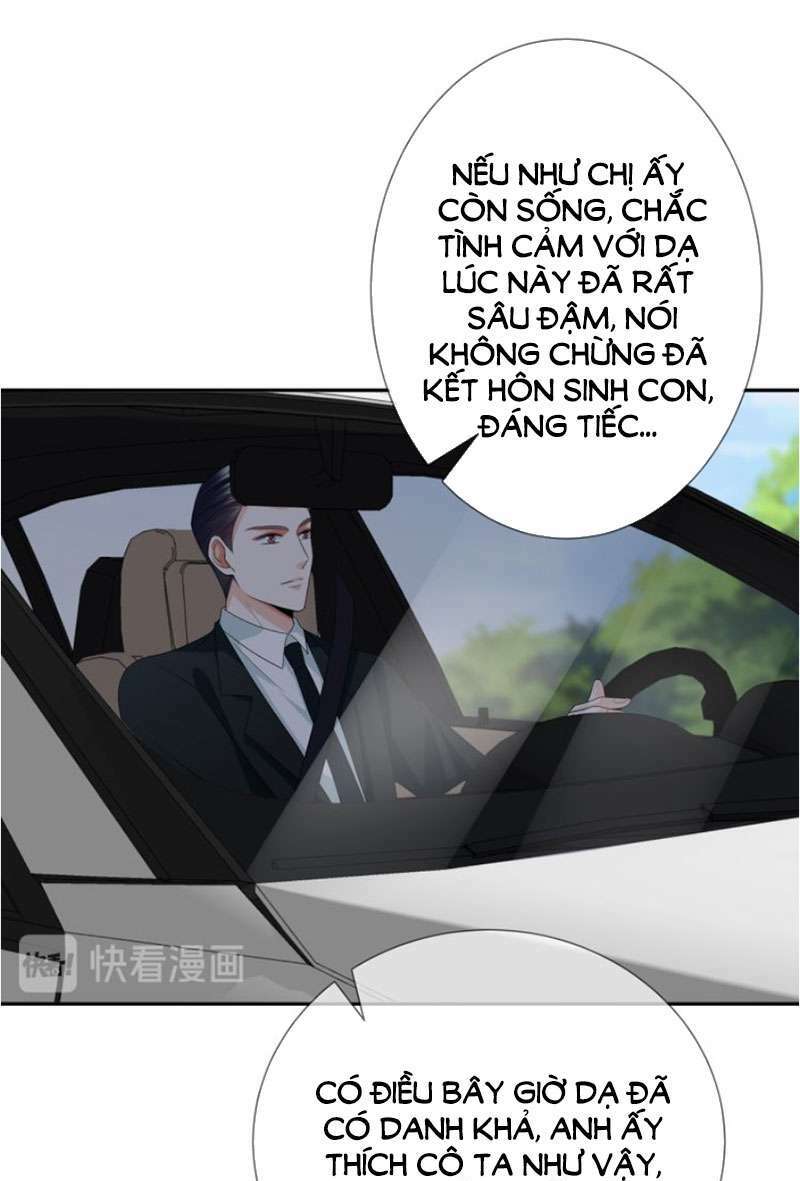 NẾU NHƯ CHỊ ẤY
CÒN SỐNG, CHẮC
TÌNH CẢM VỚI DẠ
LÚC NÀY ĐÃ RẤT
SÂU ĐẬM, NÓI
KHÔNG CHỪNG ĐÃ
KẾT HÔN SINH CON,
ĐÁNG TIẾC...
快看! 快看漫画
CÓ ĐIỀU BÂY GIỜ DẠ ĐÃ
CÓ DANH KHẢ, ANH ẤY
THÍCH CÔ TA NHƯ VẬY,